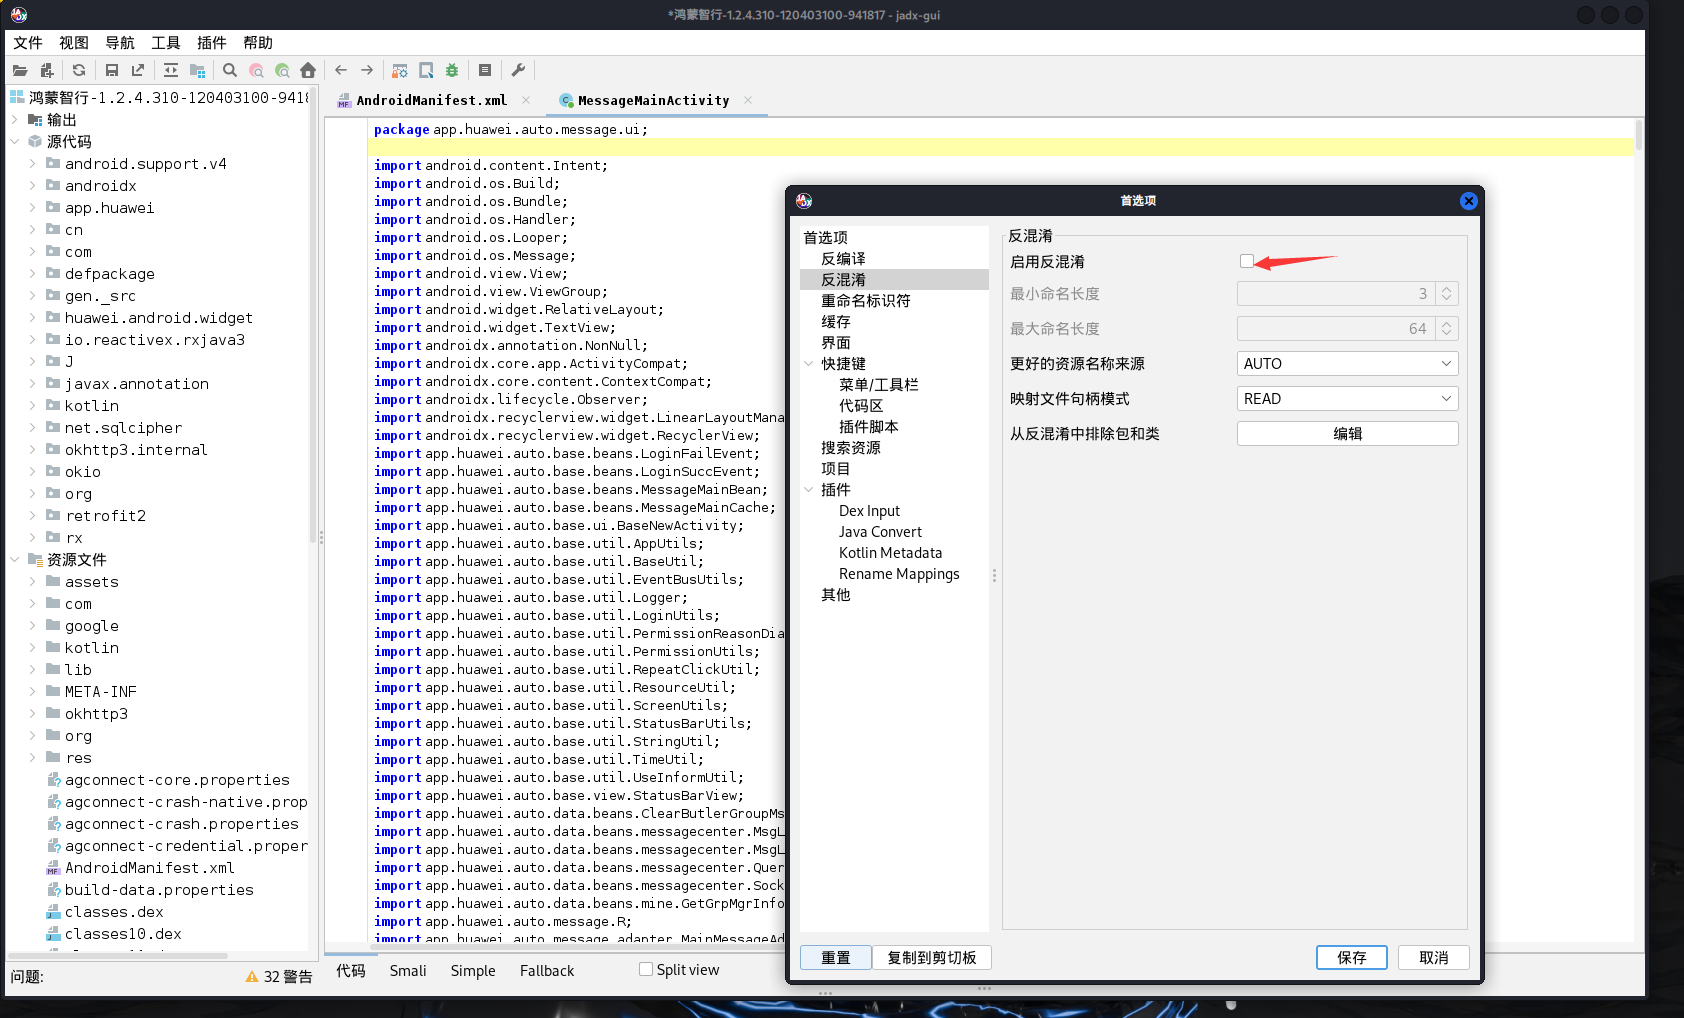 *鸿蒙智行-1.2.4.310-120403100-941817 - jadx-gui
文件 视图 导航 工具 插件 帮助
鸿蒙智行-1.2.4.310-120403100-9418
输出
源代码
android.support.v4
androidx
app.huawei
cn
com
defpackage
gen._src
huawei.android.widget
io.reactivex.rxjava3
J
javax.annotation
kotlin
net.sqlcipher
okhttp3.internal
okio
org
retrofit2
rx
资源文件
assets
com
google
kotlin
lib
META-INF
okhttp3
org
res
agconnect-core.properties
agconnect-crash-native.prop
agconnect-crash.properties
agconnect-credential.proper
AndroidManifest.xml
build-data.properties
classes.dex
classes10.dex
问题:
32 警告
AndroidManifest.xml
MessageMainActivity
package app.huawei.auto.message.ui;
import android.content.Intent;
import android.os.Build;
import android.os.Bundle;
import android.os.Handler;
import android.os.Looper;
import android.os.Message;
import android.view.View;
import android.view.ViewGroup;
import android.widget.RelativeLayout;
import android.widget.TextView;
import androidx.annotation.NonNull;
import androidx.core.app.ActivityCompat;
import androidx.core.content.ContextCompat;
import androidx.lifecycle.Observer;
import androidx.recyclerview.widget.LinearLayoutMana
import androidx.recyclerview.widget.RecyclerView;
import app.huawei.auto.base.beans.LoginFailEvent;
import app.huawei.auto.base.beans.LoginSuccEvent;
import app.huawei.auto.base.beans.MessageMainBean;
import app.huawei.auto.base.beans.MessageMainCache;
import app.huawei.auto.base.ui.BaseNewActivity;
import app.huawei.auto.base.util.AppUtils;
import app.huawei.auto.base.util.BaseUtil;
import app.huawei.auto.base.util.EventBusUtils;
import app.huawei.auto.base.util.Logger;
import app.huawei.auto.base.util.LoginUtils;
import app.huawei.auto.base.util.PermissionReasonDia
import app.huawei.auto.base.util.PermissionUtils;
import app.huawei.auto.base.util.RepeatClickUtil;
import app.huawei.auto.base.util.ResourceUtil;
import app.huawei.auto.base.util.ScreenUtils;
import app.huawei.auto.base.util.StatusBarUtils;
import app.huawei.auto.base.util.StringUtil;
import app.huawei.auto.base.util.TimeUtil;
import app.huawei.auto.base.util.UseInformUtil;
import app.huawei.auto.base.view.StatusBarView;
import app.huawei.auto.data.beans.ClearButlerGroupMs
import app.huawei.auto.data.beans.messagecenter.MsgL
import app.huawei.auto.data.beans.messagecenter.MsgL
import app.huawei.auto.data.beans.messagecenter.Quer
import app.huawei.auto.data.beans.messagecenter.Sock
import app.huawei.auto.data.beans.mine.GetGrpMgrInfo
import app.huawei.auto.message.R;
import app.huawei.auto.message.adapter.MainMessageAd
代码 Smali Simple Fallback Split view
首选项
首选项
反编译
反混淆
重命名标识符
缓存
界面
快捷键
菜单/工具栏
代码区
插件脚本
搜索资源
项目
插件
Dex Input
Java Convert
Kotlin Metadata
Rename Mappings
其他
反混淆
启用反混淆
最小命名长度 3
最大命名长度 64
更好的资源名称来源 AUTO
映射文件句柄模式 READ
从反混淆中排除包和类 编辑
重置 复制到剪切板 保存 取消